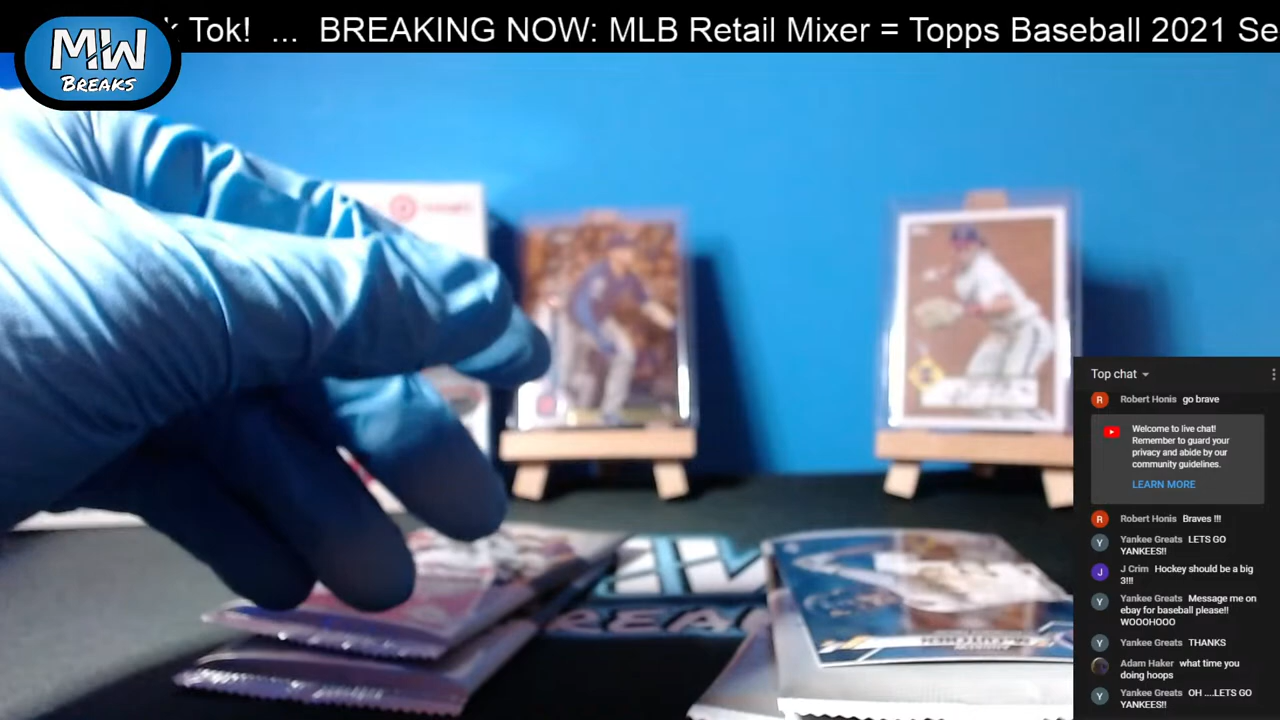 k Tok!  ...  BREAKING NOW: MLB Retail Mixer = Topps Baseball 2021 Se
MW
BREAKS
Top chat
R Robert Honis go brave
Welcome to live chat!
Remember to guard your
privacy and abide by our
community guidelines.
LEARN MORE
R Robert Honis Braves !!!
Y Yankee Greats LETS GO
YANKEES!!
J J Crim Hockey should be a big
3!!!
Y Yankee Greats Message me on
ebay for baseball please!!
WOOOHOOO
Y Yankee Greats THANKS
Adam Haker what time you
doing hoops
Y Yankee Greats OH ....LETS GO
YANKEES!!